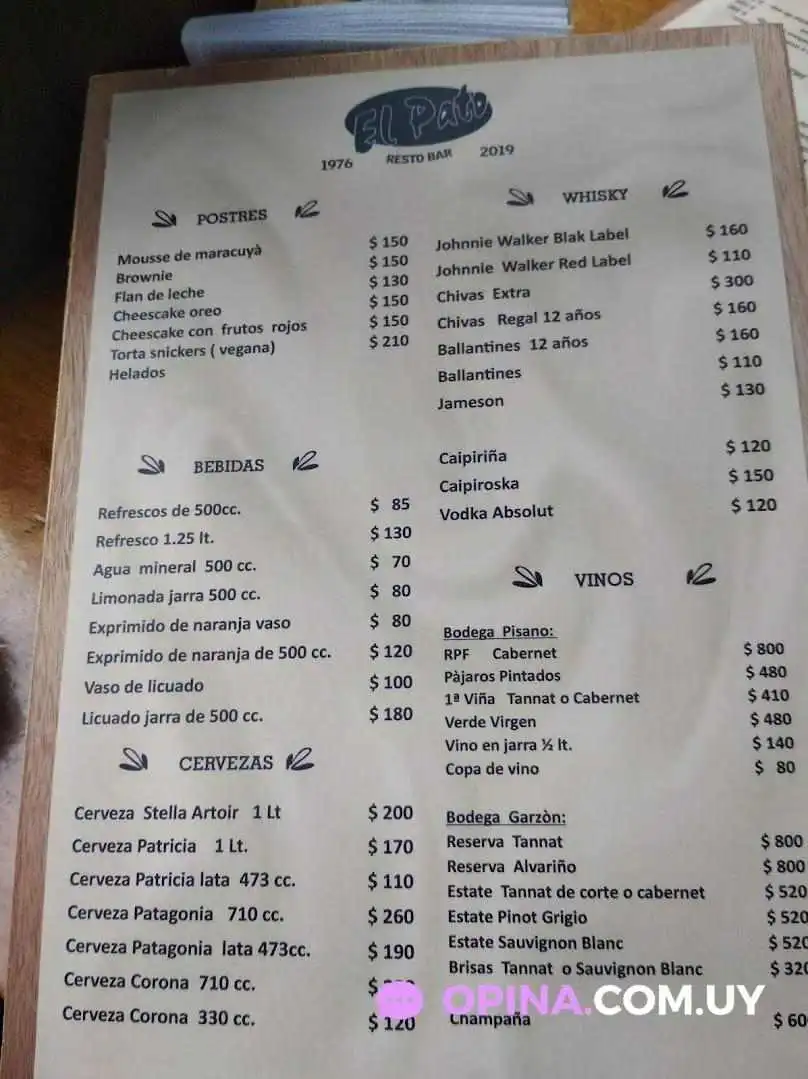 El Pato
1976 RESTO BAR 2019
POSTRES
Mousse de maracuyà $ 150
Brownie $ 150
Flan de leche $ 130
Cheescake oreo $ 150
Cheescake con frutos rojos $ 150
Torta snickers ( vegana) $ 210
Helados
BEBIDAS
Refrescos de 500cc. $ 85
Refresco 1.25 lt. $ 130
Agua mineral 500 cc. $ 70
Limonada jarra 500 cc. $ 80
Exprimido de naranja vaso $ 80
Exprimido de naranja de 500 cc. $ 120
Vaso de licuado $ 100
Licuado jarra de 500 cc. $ 180
CERVEZAS
Cerveza Stella Artoir 1 Lt $ 200
Cerveza Patricia 1 Lt. $ 170
Cerveza Patricia lata 473 cc. $ 110
Cerveza Patagonia 710 cc. $ 260
Cerveza Patagonia lata 473cc. $ 190
Cerveza Corona 710 cc. $
Cerveza Corona 330 cc. $ 120
WHISKY
Johnnie Walker Blak Label $ 160
Johnnie Walker Red Label $ 110
Chivas Extra $ 300
Chivas Regal 12 años $ 160
Ballantines 12 años $ 160
Ballantines $ 110
Jameson $ 130
Caipiriña $ 120
Caipiroska $ 150
Vodka Absolut $ 120
VINOS
Bodega Pisano:
RPF Cabernet $ 800
Pàjaros Pintados $ 480
1ª Viña Tannat o Cabernet $ 410
Verde Virgen $ 480
Vino en jarra ½ lt. $ 140
Copa de vino $ 80
Bodega Garzòn:
Reserva Tannat $ 800
Reserva Alvariño $ 800
Estate Tannat de corte o cabernet $ 520
Estate Pinot Grigio $ 520
Estate Sauvignon Blanc $ 520
Brisas Tannat o Sauvignon Blanc $ 320
Champaña $ 60
OPINA.COM.UY